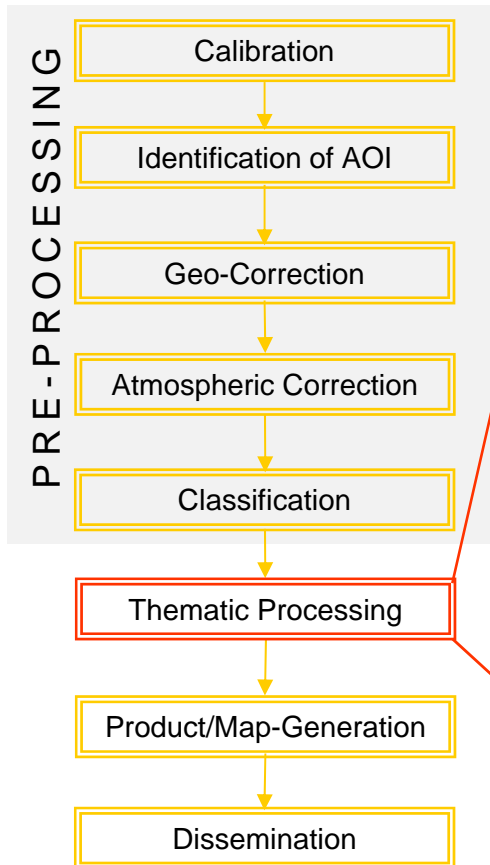 PRE-PROCESSING
Calibration
Identification of AOI
Geo-Correction
Atmospheric Correction
Classification
Thematic Processing
Product/Map-Generation
Dissemination